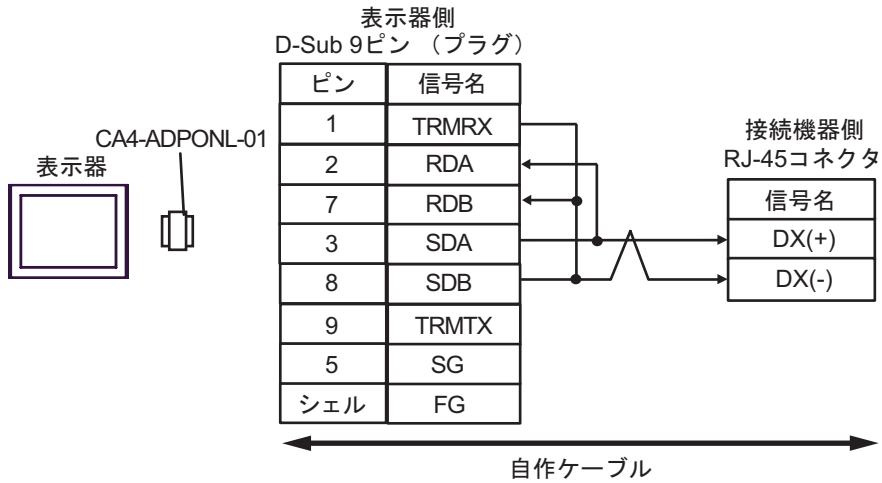 表示器側
D-Sub 9ピン （プラグ）
ピン 信号名
1 TRMRX
2 RDA
7 RDB
3 SDA
8 SDB
9 TRMTX
5 SG
シェル FG
CA4-ADPONL-01
表示器
接続機器側
RJ-45コネクタ
信号名
DX(+)
DX(-)
自作ケーブル